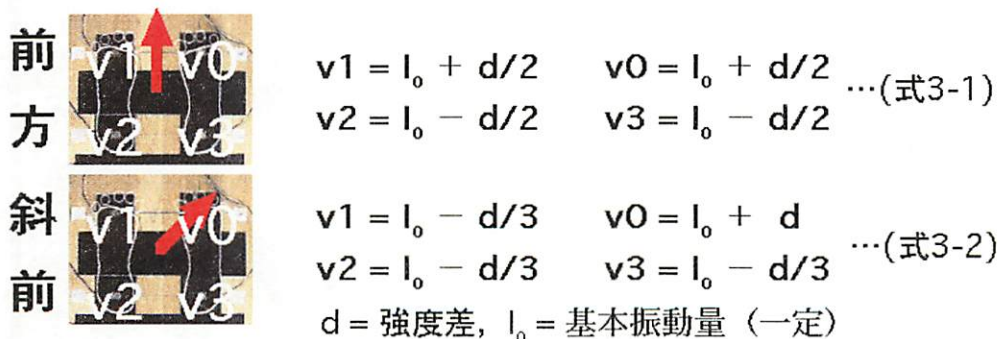 前方
v1 v0
v2 v3
v1 = I₀ + d/2 v0 = I₀ + d/2
v2 = I₀ − d/2 v3 = I₀ − d/2
…(式3-1)
斜前
v1 v0
v2 v3
v1 = I₀ − d/3 v0 = I₀ + d
v2 = I₀ − d/3 v3 = I₀ − d/3
…(式3-2)
d = 強度差, I₀ = 基本振動量 (一定)